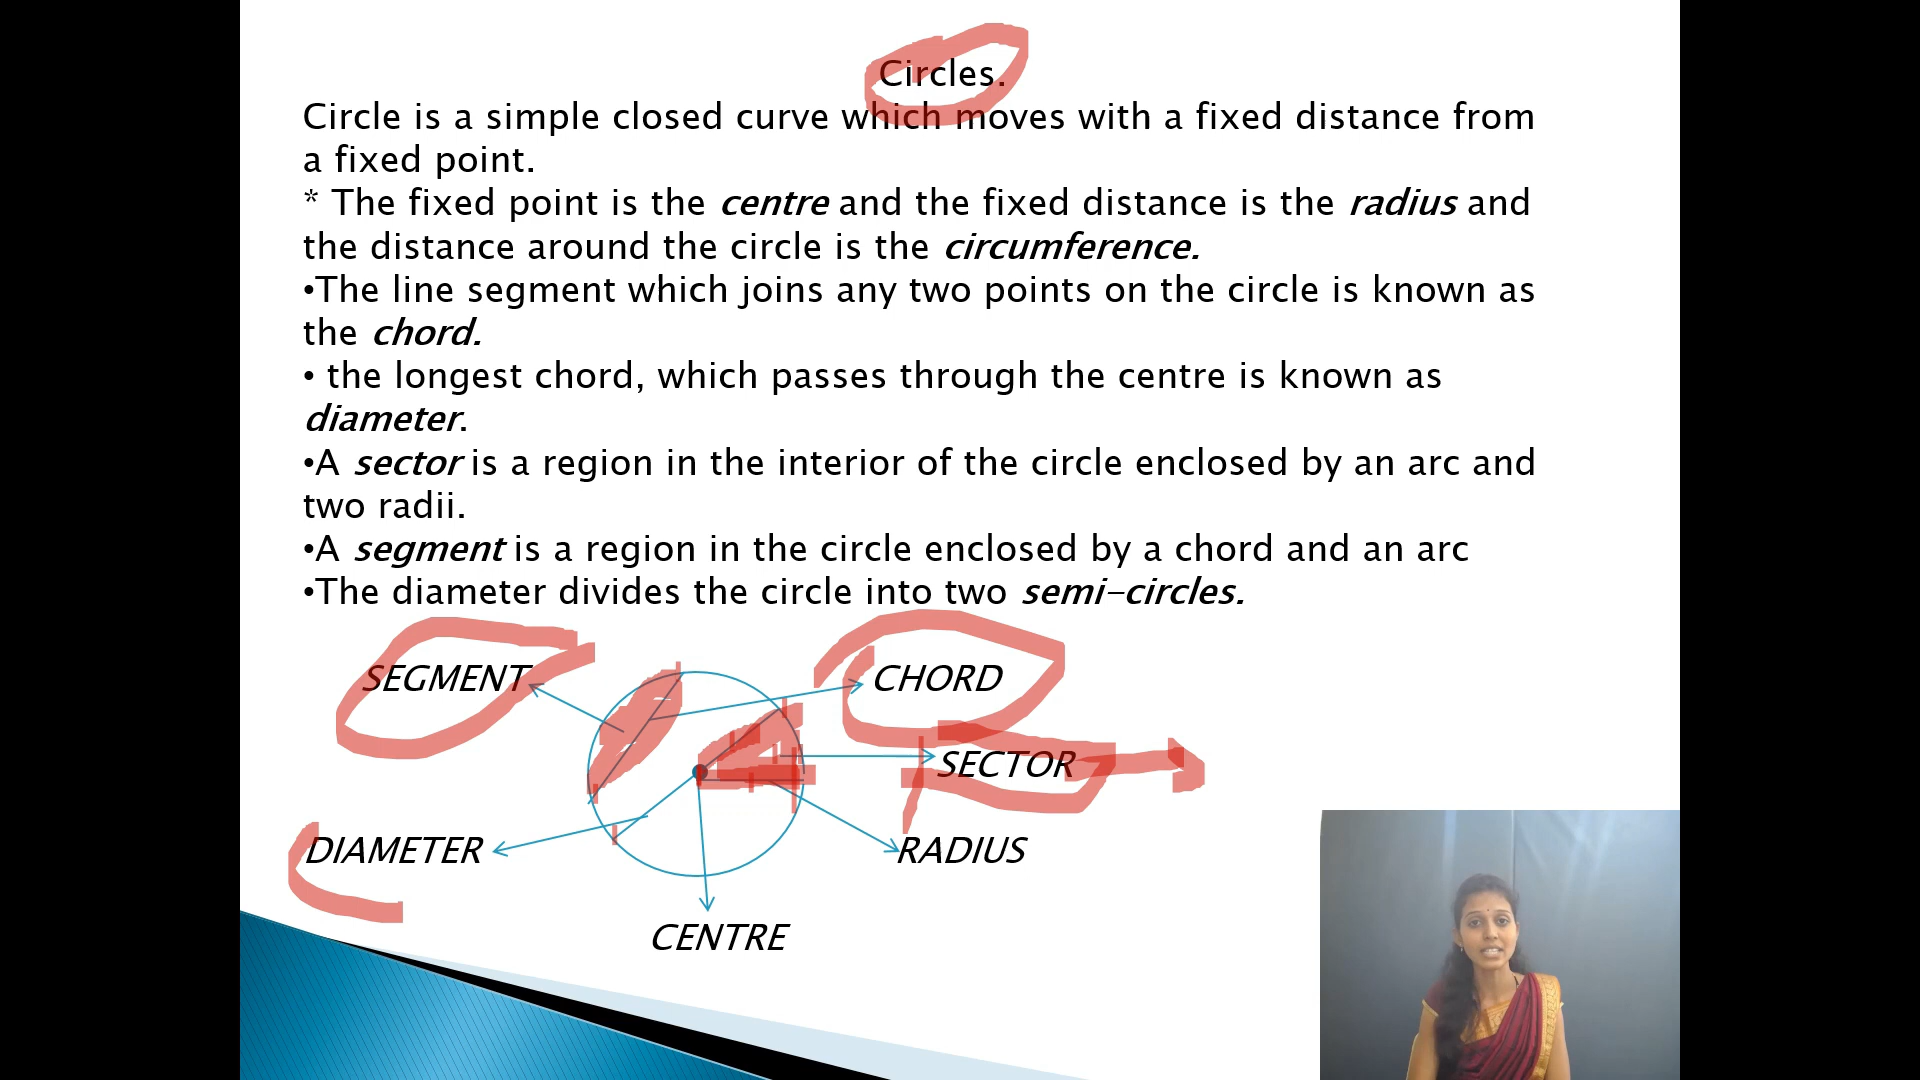 Circles.
Circle is a simple closed curve which moves with a fixed distance from
a fixed point.
* The fixed point is the centre and the fixed distance is the radius and
the distance around the circle is the circumference.
•The line segment which joins any two points on the circle is known as
the chord.
• the longest chord, which passes through the centre is known as
diameter.
•A sector is a region in the interior of the circle enclosed by an arc and
two radii.
•A segment is a region in the circle enclosed by a chord and an arc
•The diameter divides the circle into two semi-circles.
SEGMENT
CHORD
SECTOR
DIAMETER
RADIUS
CENTRE